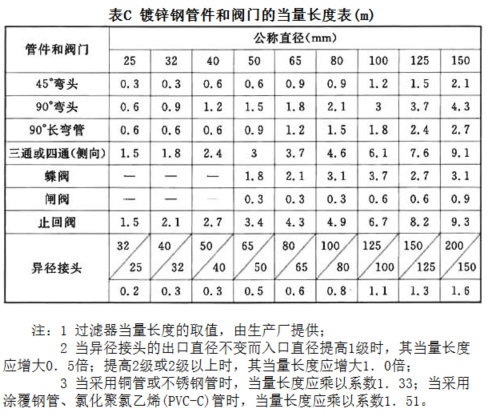 表C 镀锌钢管件和阀门的当量长度表(m)
管件和阀门 公称直径(mm)
25 32 40 50 65 80 100 125 150
45°弯头 0.3 0.3 0.6 0.6 0.9 0.9 1.2 1.5 2.1
90°弯头 0.6 0.9 1.2 1.5 1.8 2.1 3 3.7 4.3
90°长弯管 0.6 0.6 0.6 0.9 1.2 1.5 1.8 2.4 2.7
三通或四通(侧向) 1.5 1.8 2.4 3 3.7 4.6 6.1 7.6 9.1
蝶阀 — — — 1.8 2.1 3.1 3.7 2.7 3.1
闸阀 — — — 0.3 0.3 0.3 0.6 0.6 0.9
止回阀 1.5 2.1 2.7 3.4 4.3 4.9 6.7 8.2 9.3
异径接头 32/25 40/32 50/40 65/50 80/65 100/80 125/100 150/125 200/150
0.2 0.3 0.3 0.5 0.6 0.8 1.1 1.3 1.6
注：1 过滤器当量长度的取值，由生产厂提供；
2 当异径接头的出口直径不变而入口直径提高1级时，其当量长度
应增大0.5倍；提高2级或2级以上时，其当量长度应增大1.0倍；
3 当采用铜管或不锈钢管时，当量长度应乘以系数1.33；当采用
涂覆钢管、氯化聚氯乙烯(PVC-C)管时，当量长度应乘以系数1.51。